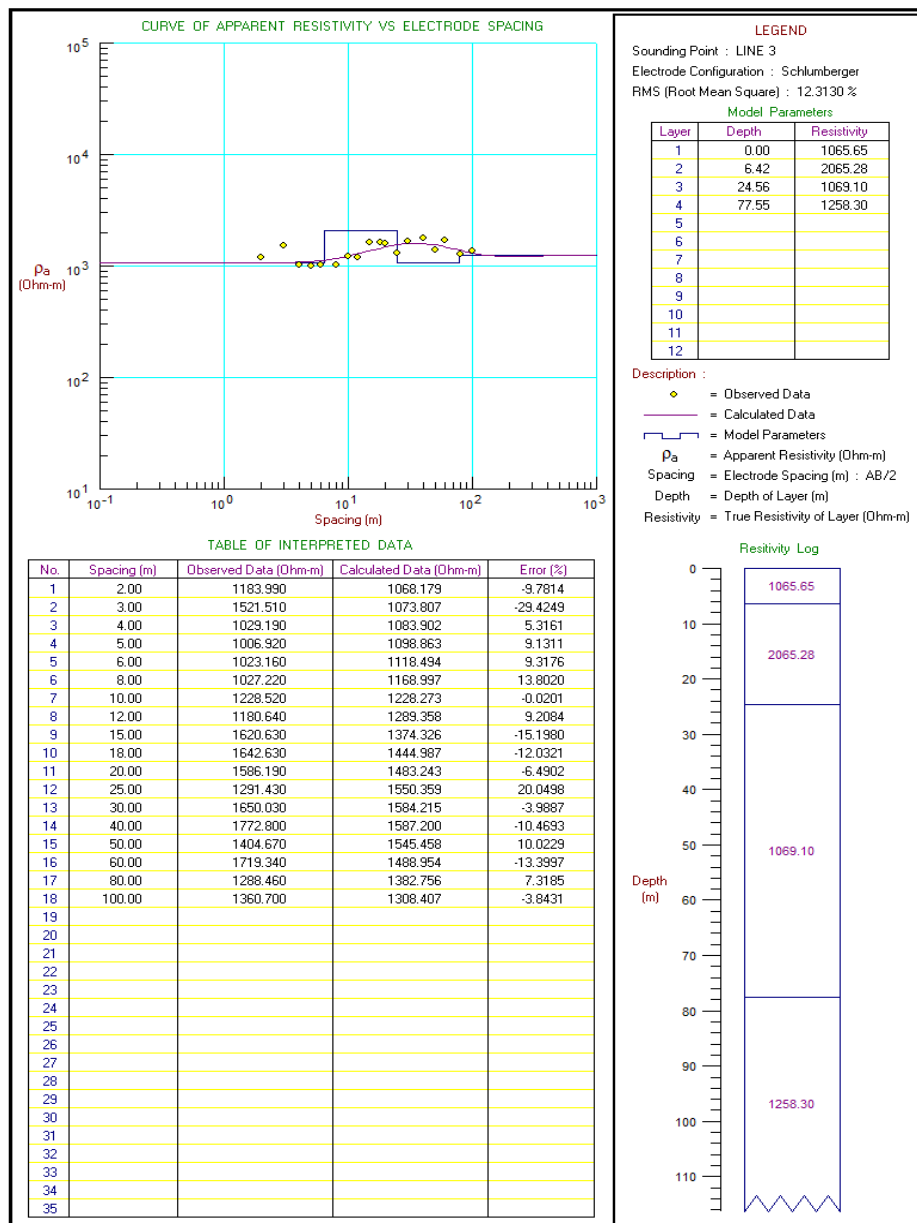 CURVE OF APPARENT RESISTIVITY VS ELECTRODE SPACING
10^5
10^4
10^3
10^2
10^1
ρa
(Ohm-m)
10^-1 10^0 10^1 10^2 10^3
Spacing (m)
LEGEND
Sounding Point : LINE 3
Electrode Configuration : Schlumberger
RMS (Root Mean Square) : 12.3130 %
Model Parameters
Layer Depth Resistivity
1 0.00 1065.65
2 6.42 2065.28
3 24.56 1069.10
4 77.55 1258.30
5
6
7
8
9
10
11
12
Description :
= Observed Data
= Calculated Data
= Model Parameters
ρa = Apparent Resistivity (Ohm-m)
Spacing = Electrode Spacing (m) : AB/2
Depth = Depth of Layer (m)
Resistivity = True Resistivity of Layer (Ohm-m)
TABLE OF INTERPRETED DATA
No. Spacing (m) Observed Data (Ohm-m) Calculated Data (Ohm-m) Error (%)
1 2.00 1183.990 1068.179 -9.7814
2 3.00 1521.510 1073.807 -29.4249
3 4.00 1029.190 1083.902 5.3161
4 5.00 1006.920 1098.863 9.1311
5 6.00 1023.160 1118.494 9.3176
6 8.00 1027.220 1168.997 13.8020
7 10.00 1228.520 1228.273 -0.0201
8 12.00 1180.640 1289.358 9.2084
9 15.00 1620.630 1374.326 -15.1980
10 18.00 1642.630 1444.987 -12.0321
11 20.00 1586.190 1483.243 -6.4902
12 25.00 1291.430 1550.359 20.0498
13 30.00 1650.030 1584.215 -3.9887
14 40.00 1772.800 1587.200 -10.4693
15 50.00 1404.670 1545.458 10.0229
16 60.00 1719.340 1488.954 -13.3997
17 80.00 1288.460 1382.756 7.3185
18 100.00 1360.700 1308.407 -3.8431
19
20
21
22
23
24
25
26
27
28
29
30
31
32
33
34
35
Resitivity Log
0
10
20
30
40
50
60
70
80
90
100
110
Depth
(m)
1065.65
2065.28
1069.10
1258.30